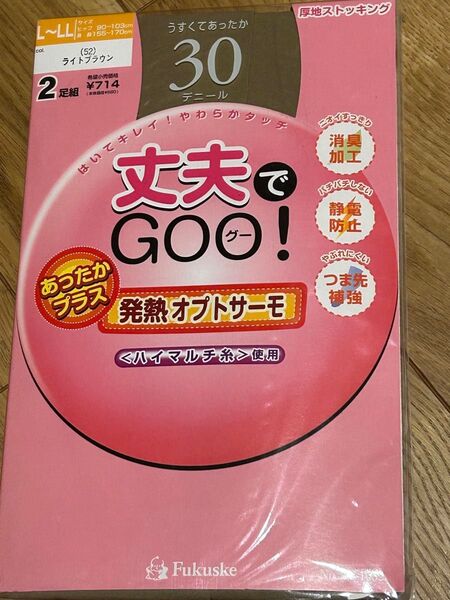 厚地ストッキング
L～LL
サイズ
ヒップ 90～103cm
身長 155～170cm
col.
(52)
ライトブラウン
2足組
希望小売価格
¥714
(本体価格¥680)
うすくてあったか
30
デニール
はいてキレイ!やわらかタッチ
丈夫で
GOO!
グー
ニオイすっきり
消臭
加工
パチパチしない
静電
防止
やぶれにくい
つま先
補強
あったか
プラス
発熱オプトサーモ
<ハイマルチ糸>使用
Fukuske